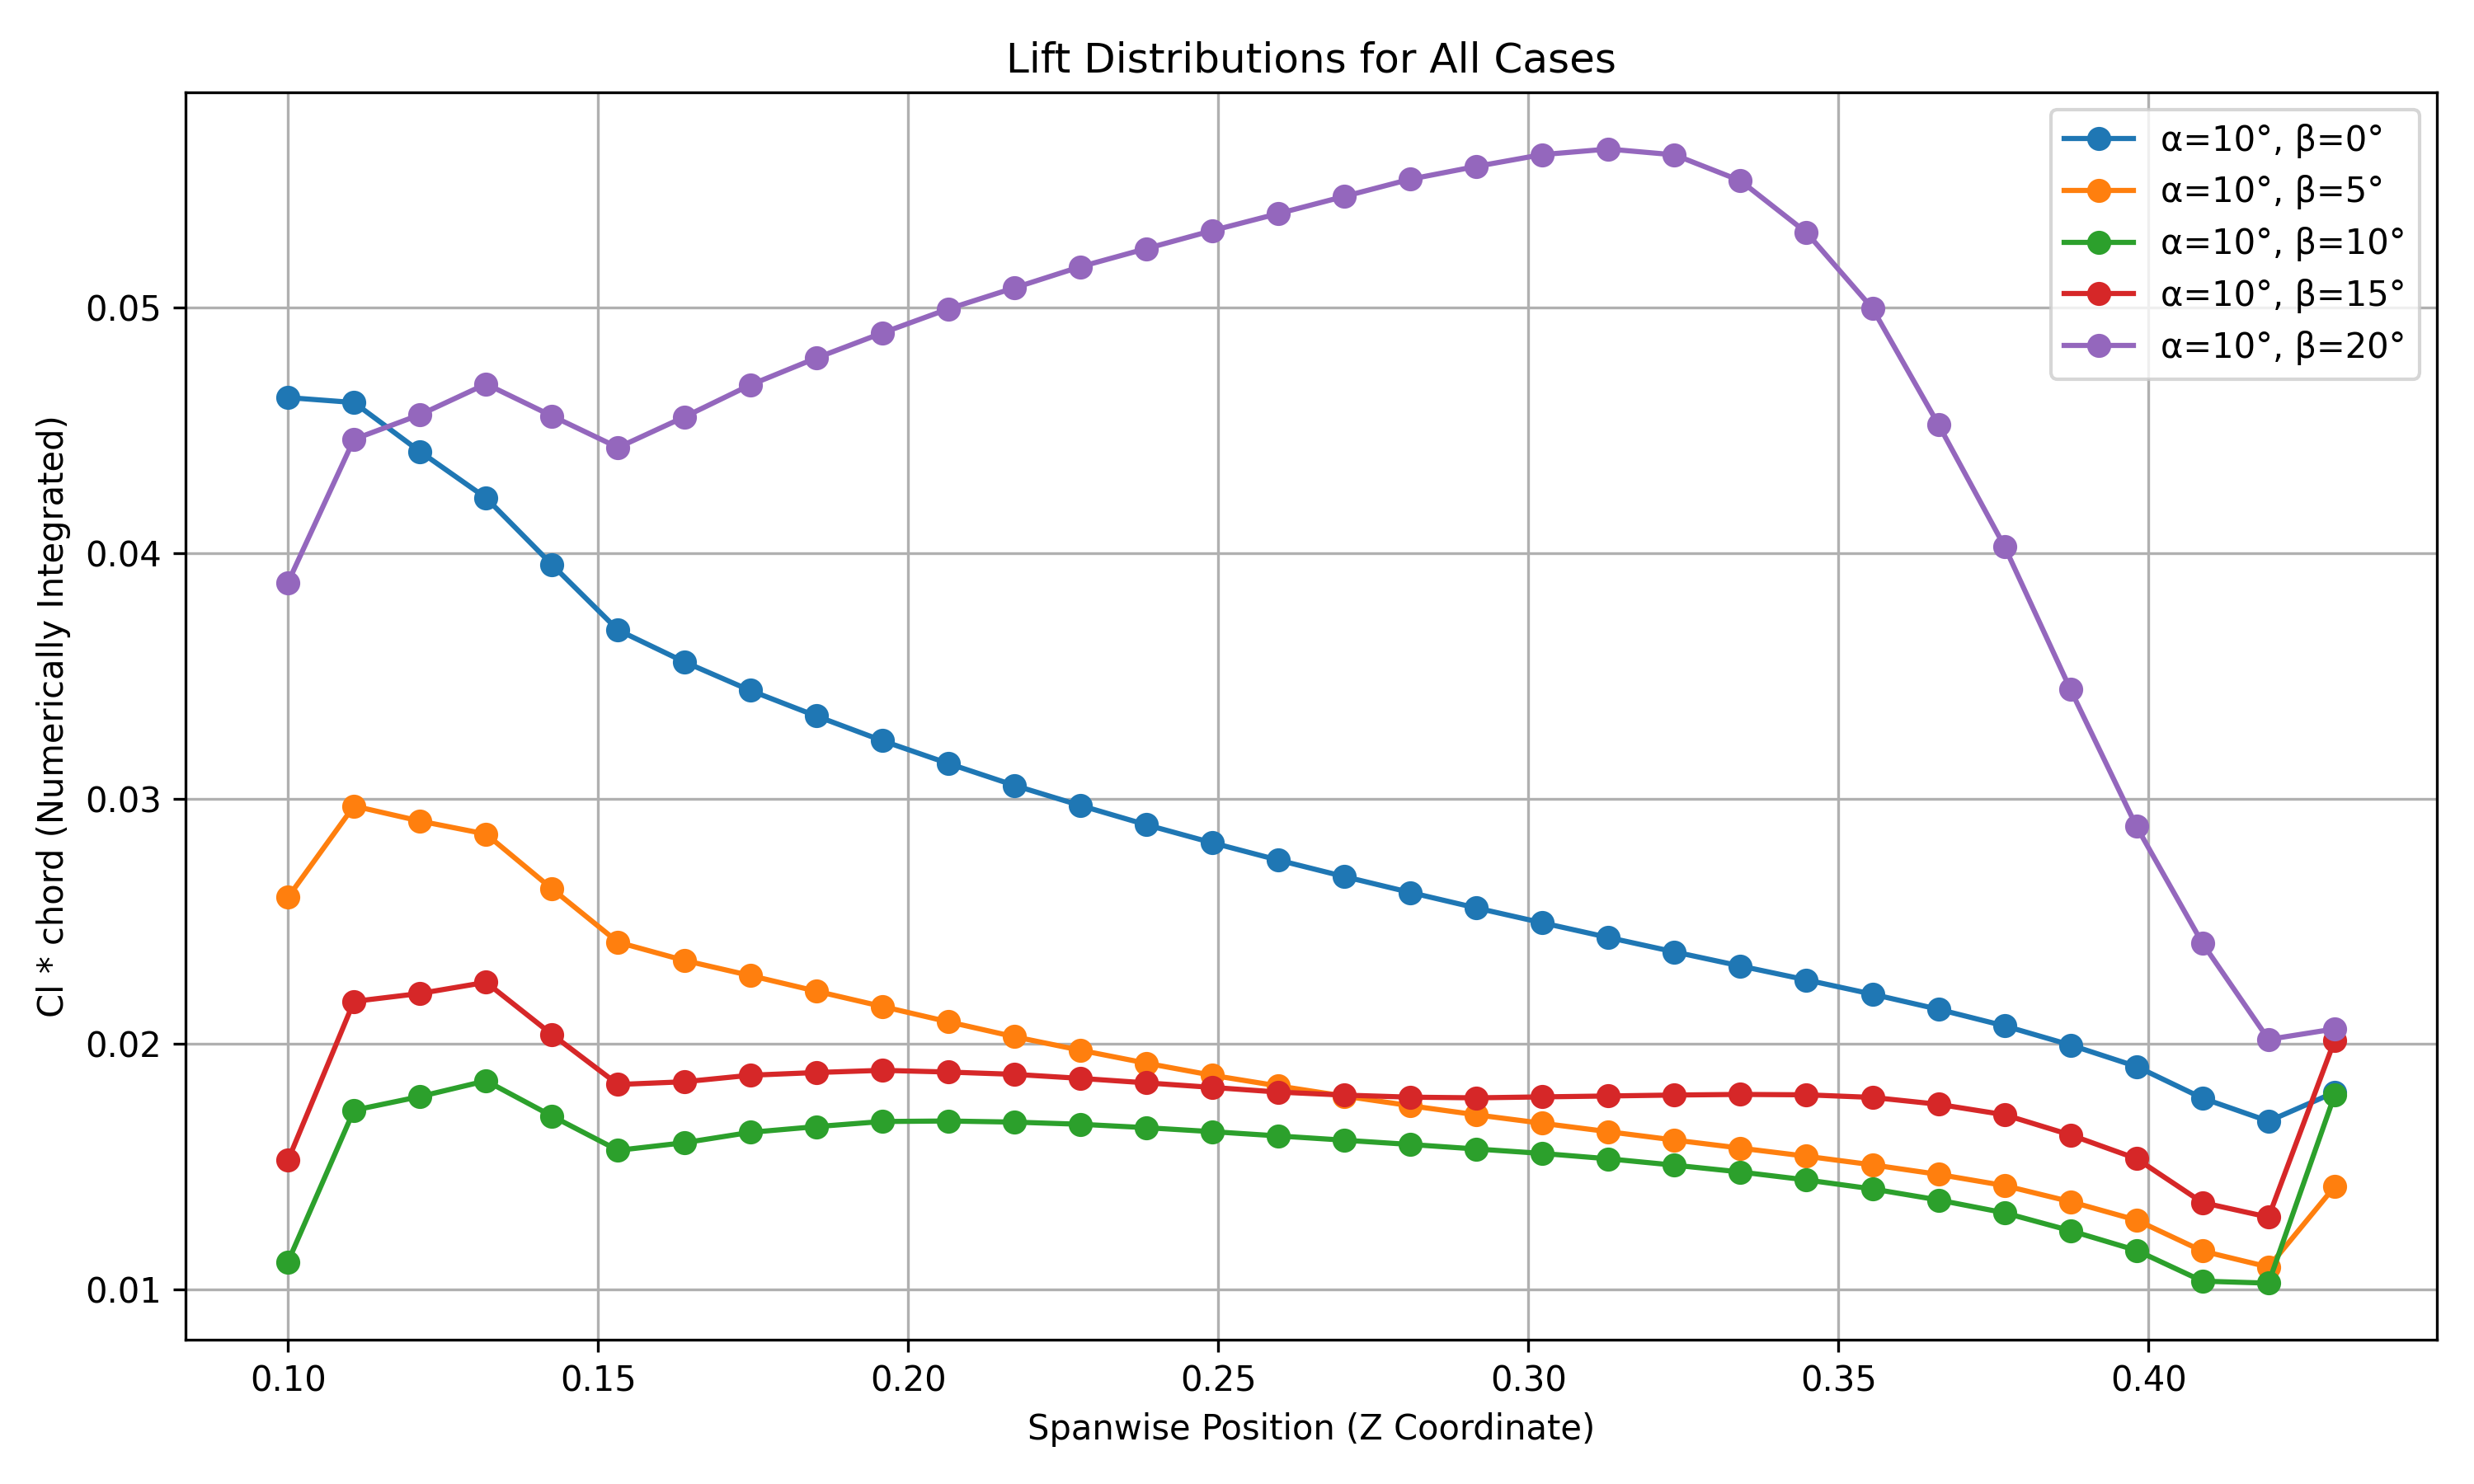 Lift Distributions for All Cases
α=10°, β=0°
α=10°, β=5°
α=10°, β=10°
α=10°, β=15°
α=10°, β=20°
Cl * chord (Numerically Integrated)
0.05
0.04
0.03
0.02
0.01
0.10 0.15 0.20 0.25 0.30 0.35 0.40
Spanwise Position (Z Coordinate)